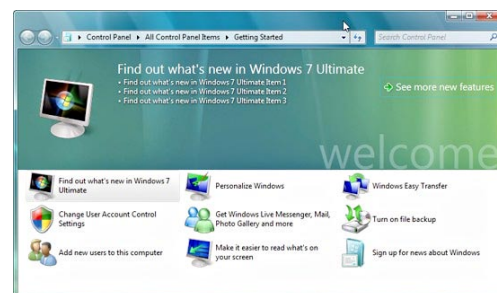 Control Panel ▸ All Control Panel Items ▸ Getting Started
Search Control Panel
Find out what's new in Windows 7 Ultimate
• Find out what's new in Windows 7 Ultimate Item 1
• Find out what's new in Windows 7 Ultimate Item 2
• Find out what's new in Windows 7 Ultimate Item 3
See more new features
welcome
Find out what's new in Windows 7
Ultimate
Personalize Windows
Windows Easy Transfer
Change User Account Control
Settings
Get Windows Live Messenger, Mail,
Photo Gallery and more
Turn on file backup
Add new users to this computer
Make it easier to read what's on
your screen
Sign up for news about Windows